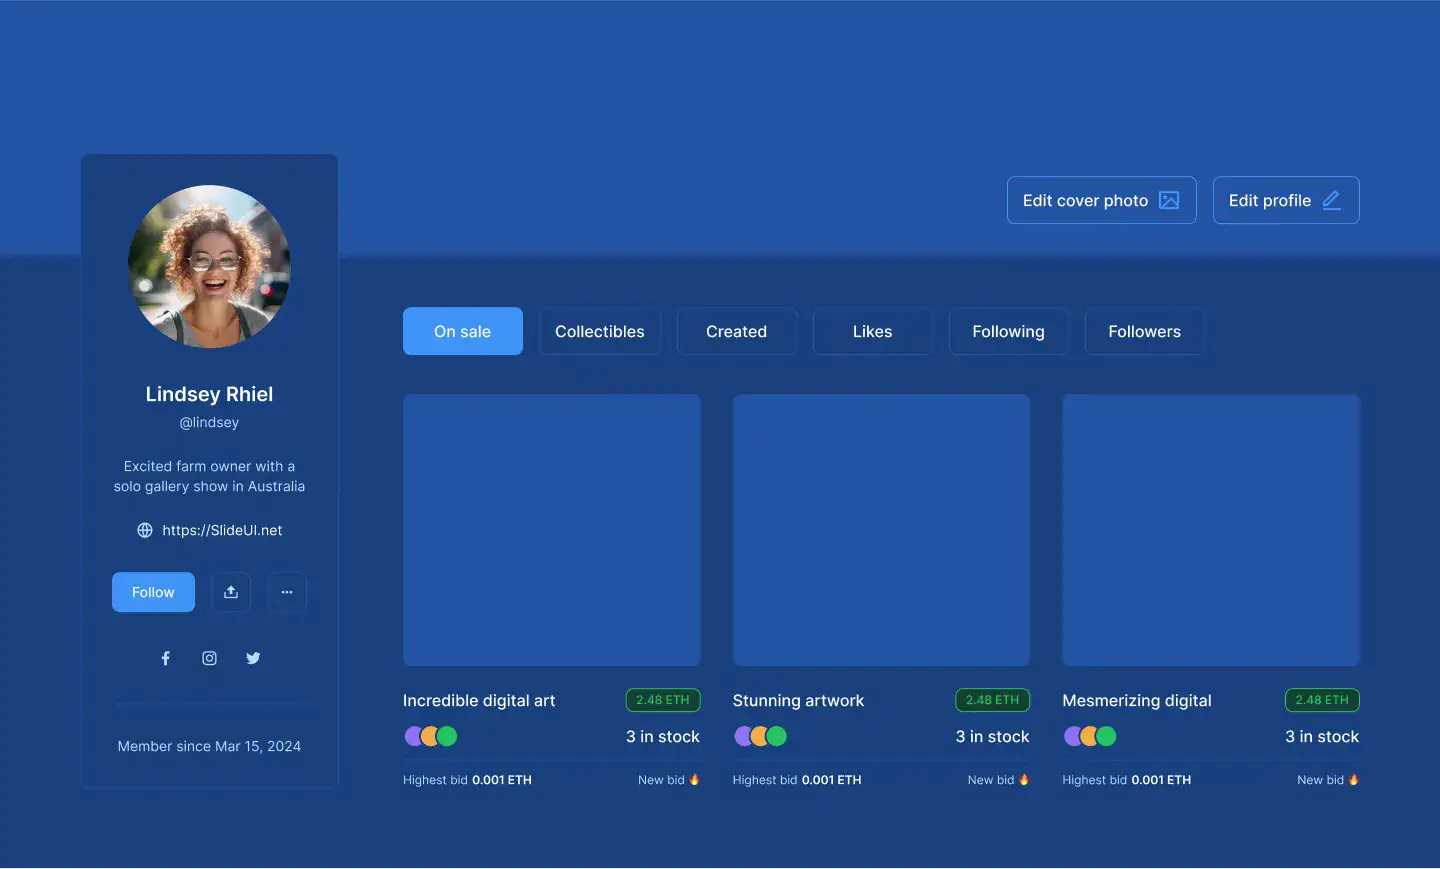 Edit cover photo
Edit profile
Lindsey Rhiel
@lindsey
Excited farm owner with a
solo gallery show in Australia
https://SlideUI.net
Follow
Member since Mar 15, 2024
On sale
Collectibles
Created
Likes
Following
Followers
Incredible digital art
2.48 ETH
3 in stock
Highest bid 0.001 ETH
New bid 🔥
Stunning artwork
2.48 ETH
3 in stock
Highest bid 0.001 ETH
New bid 🔥
Mesmerizing digital
2.48 ETH
3 in stock
Highest bid 0.001 ETH
New bid 🔥